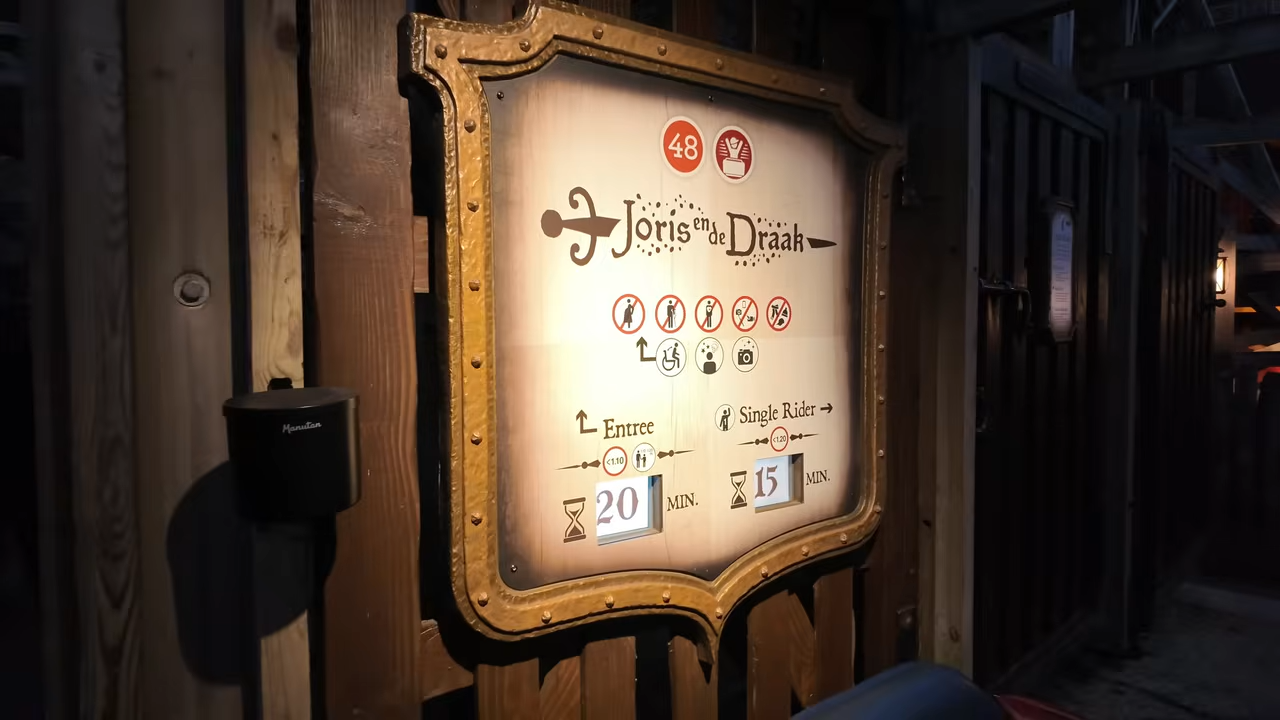 48
Joris en de Draak
Entree
Single Rider
<1.10
<1.20
20 MIN.
15 MIN.
Manutan